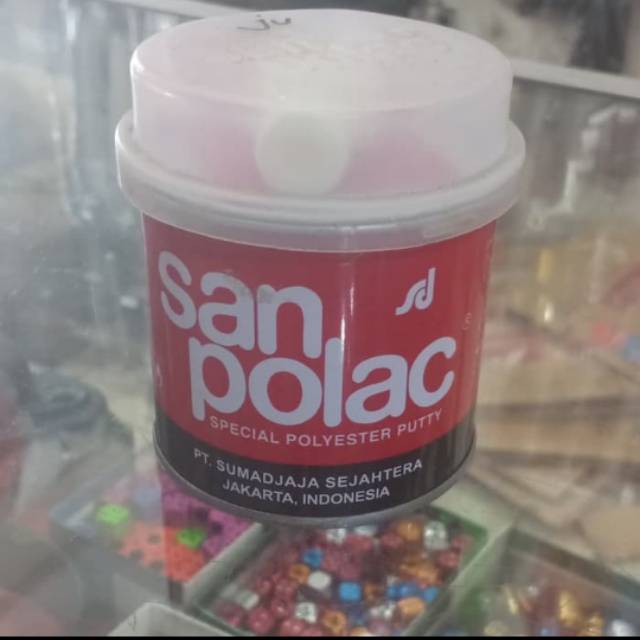 san
polac
SPECIAL POLYESTER PUTTY
PT. SUMADJAJA SEJAHTERA
JAKARTA, INDONESIA